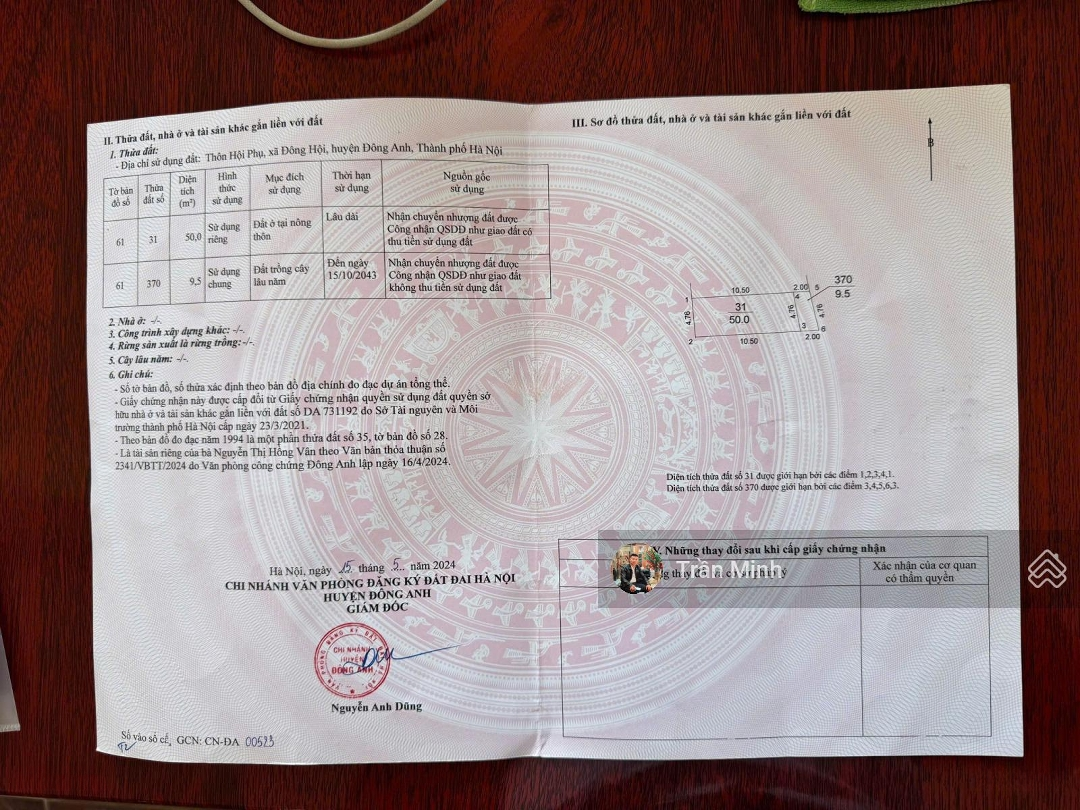 II. Thửa đất, nhà ở và tài sản khác gắn liền với đất
1. Thửa đất:
- Địa chỉ sử dụng đất: Thôn Hội Phụ, xã Đông Hội, huyện Đông Anh, Thành phố Hà Nội
Tờ bản đồ số | Thửa đất số | Diện tích (m²) | Hình thức sử dụng | Mục đích sử dụng | Thời hạn sử dụng | Nguồn gốc sử dụng
61 | 31 | 50,0 | Sử dụng riêng | Đất ở tại nông thôn | Lâu dài | Nhận chuyển nhượng đất được Công nhận QSDĐ như giao đất có thu tiền sử dụng đất
61 | 370 | 9,5 | Sử dụng chung | Đất trồng cây lâu năm | Đến ngày 15/10/2043 | Nhận chuyển nhượng đất được Công nhận QSDĐ như giao đất không thu tiền sử dụng đất
2. Nhà ở: -/-.
3. Công trình xây dựng khác: -/-.
4. Rừng sản xuất là rừng trồng: -/-.
5. Cây lâu năm: -/-.
6. Ghi chú:
- Số tờ bản đồ, số thửa xác định theo bản đồ địa chính đo đạc dự án tổng thể.
- Giấy chứng nhận này được cấp đổi từ Giấy chứng nhận quyền sử dụng đất quyền sở
hữu nhà ở và tài sản khác gắn liền với đất số DA 731192 do Sở Tài nguyên và Môi
trường thành phố Hà Nội cấp ngày 23/3/2021.
- Theo bản đồ đo đạc năm 1994 là một phần thửa đất số 35, tờ bản đồ số 28.
- Là tài sản riêng của bà Nguyễn Thị Hồng Vân theo Văn bản thỏa thuận số
2341/VBTT/2024 do Văn phòng công chứng Đông Anh lập ngày 16/4/2024.
Hà Nội, ngày 15 tháng 5 năm 2024
CHI NHÁNH VĂN PHÒNG ĐĂNG KÝ ĐẤT ĐAI HÀ NỘI
HUYỆN ĐÔNG ANH
GIÁM ĐỐC
CHI NHÁNH
HUYỆN
ĐÔNG ANH
Nguyễn Anh Dũng
Số vào sổ cấp GCN: CN-ĐA 00523
III. Sơ đồ thửa đất, nhà ở và tài sản khác gắn liền với đất
B
10.50
2.00
370
9.5
1
4
5
31
50.0
4.76
4.76
4.76
2
3
6
10.50
2.00
Diện tích thửa đất số 31 được giới hạn bởi các điểm 1,2,3,4,1.
Diện tích thửa đất số 370 được giới hạn bởi các điểm 3,4,5,6,3.
V. Những thay đổi sau khi cấp giấy chứng nhận
Xác nhận của cơ quan
có thẩm quyền
Trần Minh